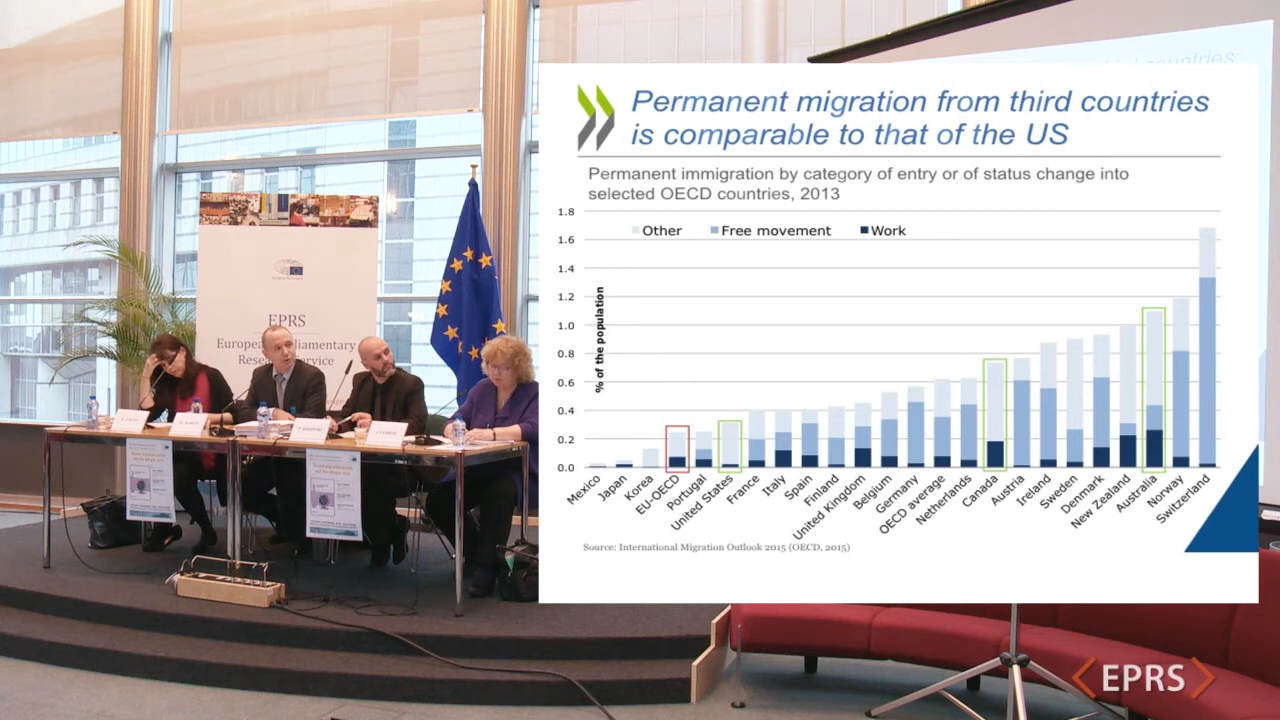 Permanent migration from third countries
is comparable to that of the US
Permanent immigration by category of entry or of status change into
selected OECD countries, 2013
1.8
1.6
1.4
1.2
1.0
0.8
0.6
0.4
0.2
0.0
% of the population
Other
Free movement
Work
Mexico
Japan
Korea
EU-OECD
Portugal
United States
France
Italy
Spain
Finland
United Kingdom
Belgium
Germany
OECD average
Netherlands
Canada
Austria
Ireland
Sweden
Denmark
New Zealand
Australia
Norway
Switzerland
Source: International Migration Outlook 2015 (OECD, 2015)
EPRS
European Parliamentary
Research Service
countries
EPRS